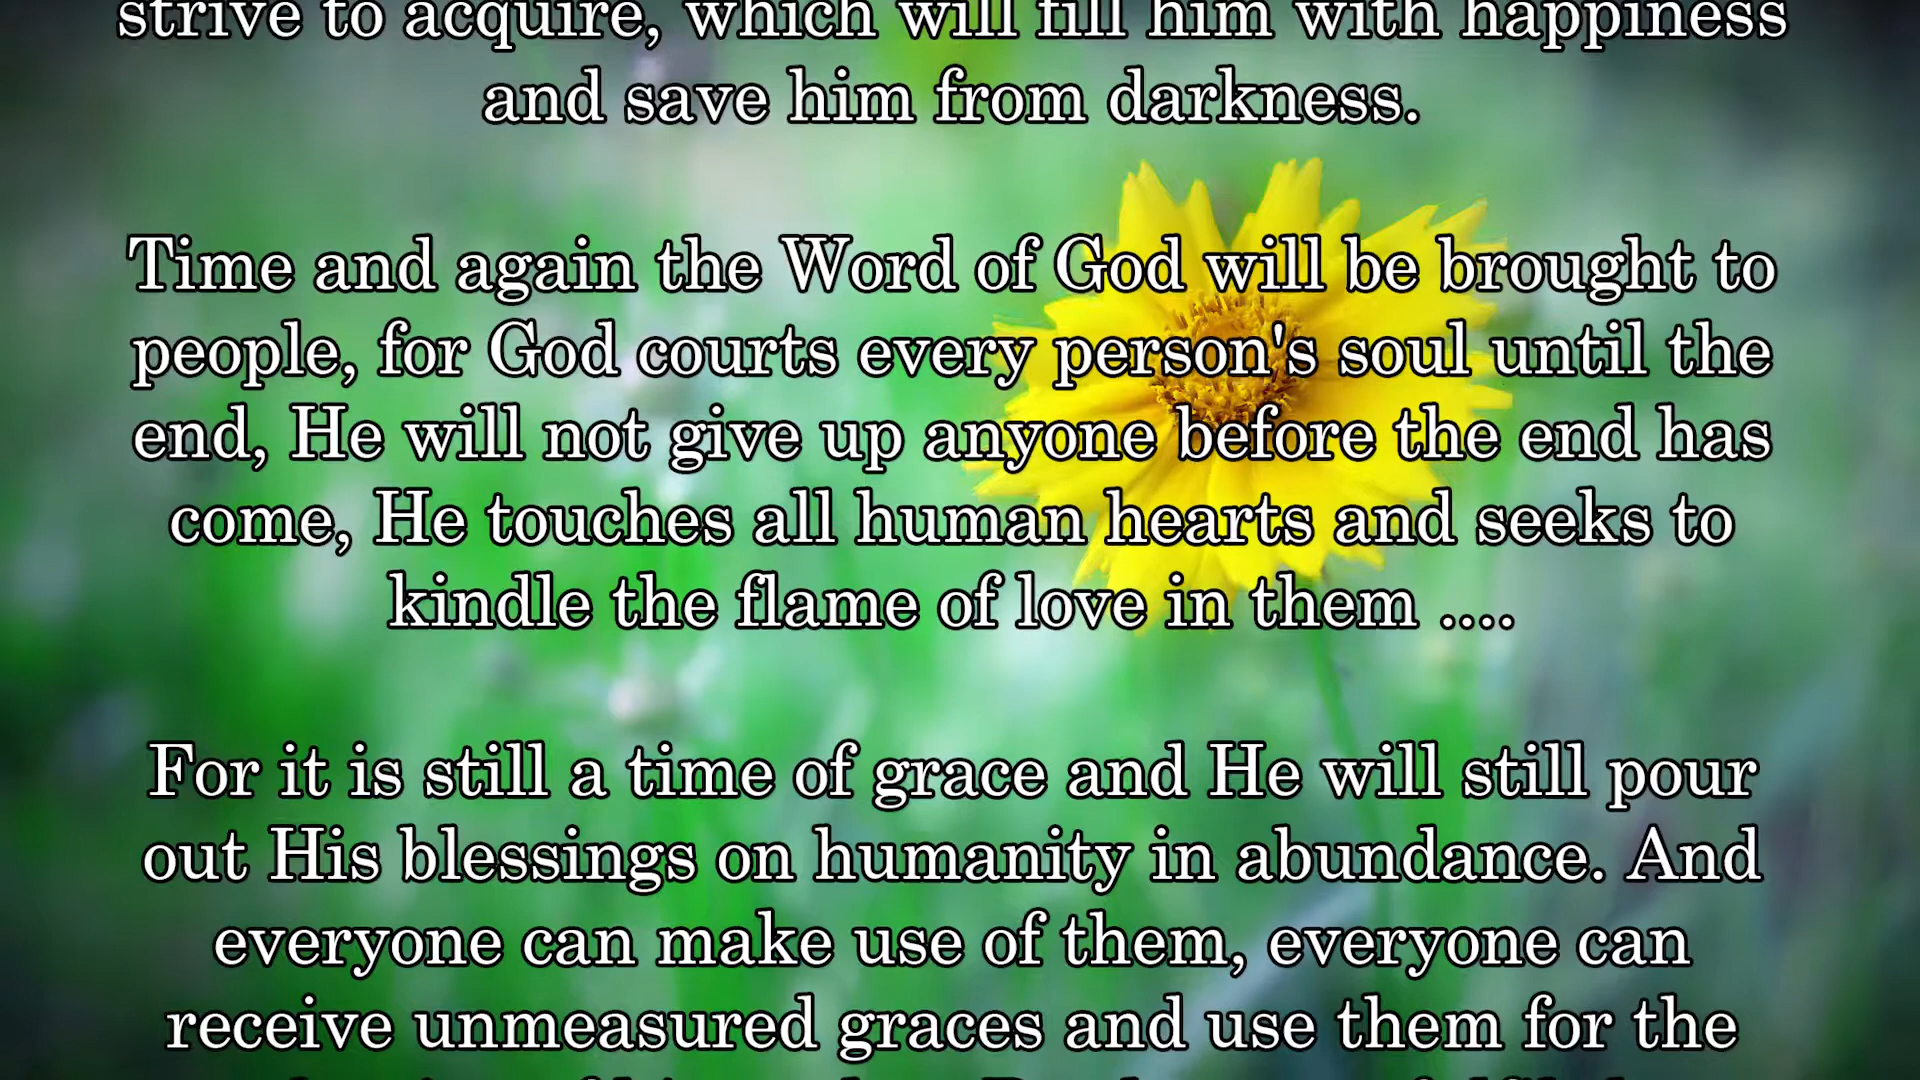 strive to acquire, which will fill him with happiness
and save him from darkness.
Time and again the Word of God will be brought to
people, for God courts every person's soul until the
end, He will not give up anyone before the end has
come, He touches all human hearts and seeks to
kindle the flame of love in them ....
For it is still a time of grace and He will still pour
out His blessings on humanity in abundance. And
everyone can make use of them, everyone can
receive unmeasured graces and use them for the